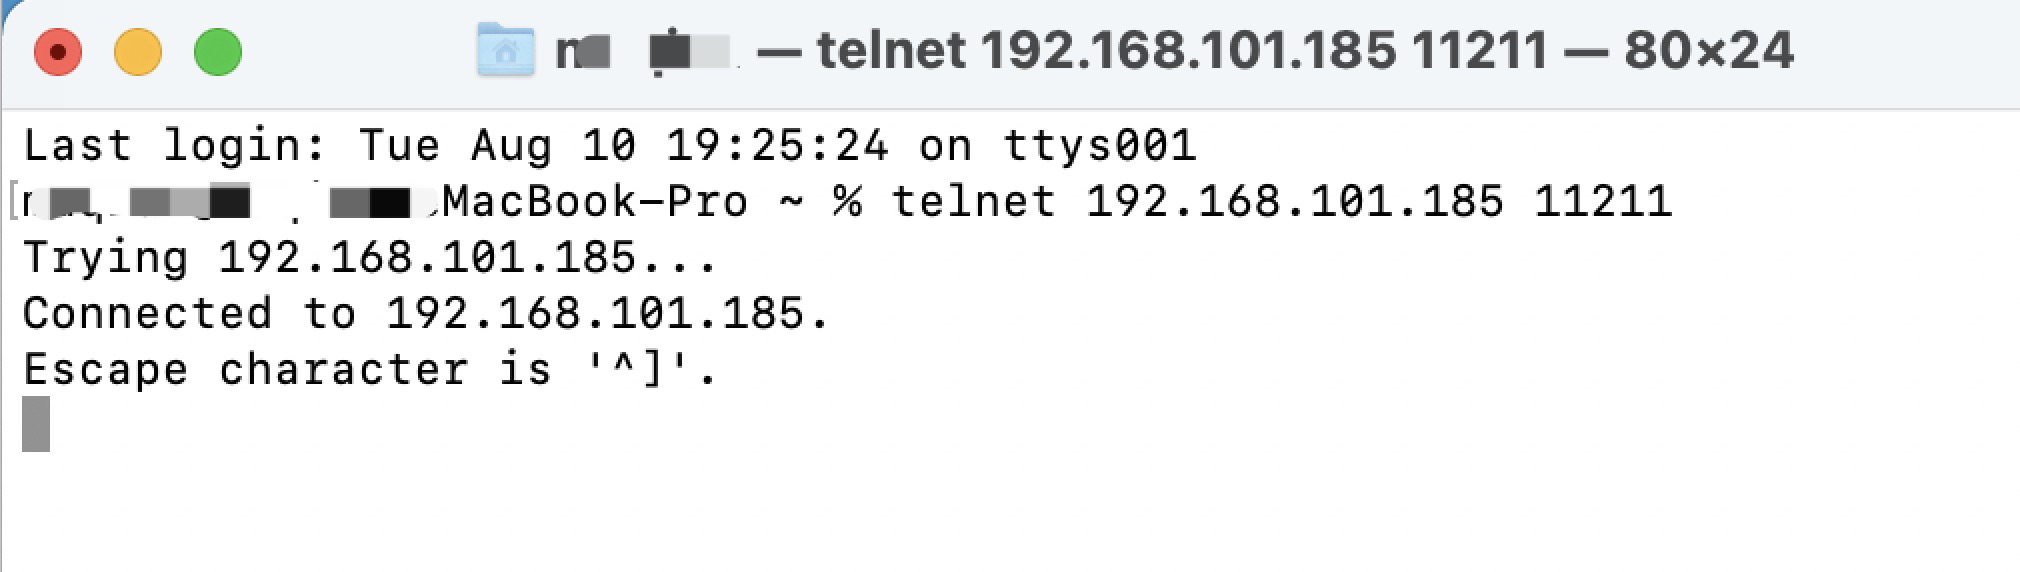 — telnet 192.168.101.185 11211 — 80×24
Last login: Tue Aug 10 19:25:24 on ttys001
MacBook-Pro ~ % telnet 192.168.101.185 11211
Trying 192.168.101.185...
Connected to 192.168.101.185.
Escape character is '^]'.